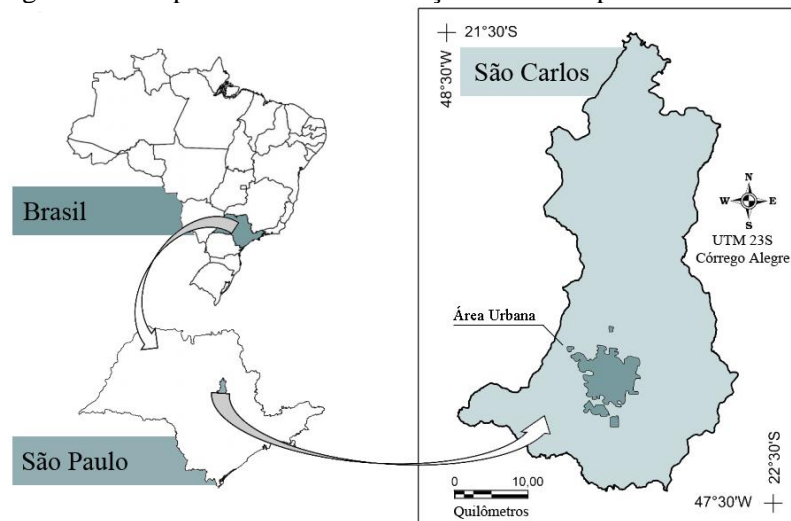 21°30'S
48°30'W
São Carlos
Brasil
N
W E
S
UTM 23S
Córrego Alegre
Área Urbana
São Paulo
0 10,00
Quilômetros
22°30'S
47°30'W